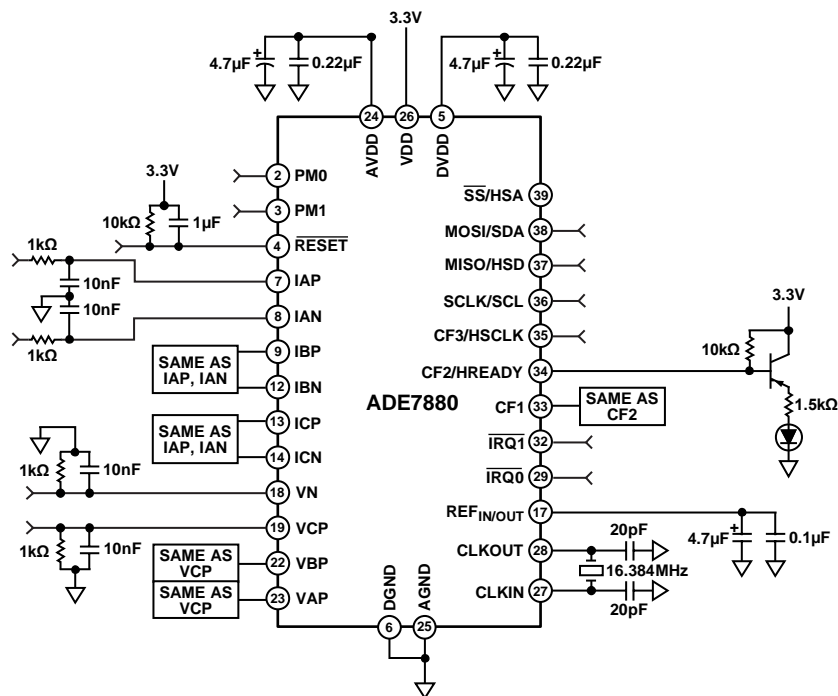 3.3V
4.7µF
+
0.22µF
4.7µF
+
0.22µF
24
26
5
AVDD
VDD
DVDD
3.3V
10kΩ
1µF
2
PM0
3
PM1
4
RESET
1kΩ
7
IAP
10nF
10nF
8
IAN
1kΩ
SAME AS
IAP, IAN
9
IBP
12
IBN
SAME AS
IAP, IAN
13
ICP
14
ICN
1kΩ
10nF
18
VN
19
VCP
1kΩ
10nF
SAME AS
VCP
22
VBP
SAME AS
VCP
23
VAP
ADE7880
SS/HSA
39
MOSI/SDA
38
MISO/HSD
37
SCLK/SCL
36
CF3/HSCLK
35
CF2/HREADY
34
3.3V
10kΩ
1.5kΩ
CF1
33
SAME AS
CF2
IRQ1
32
IRQ0
29
REFIN/OUT
17
4.7µF
+
0.1µF
CLKOUT
28
20pF
16.384MHz
CLKIN
27
20pF
DGND
AGND
6
25